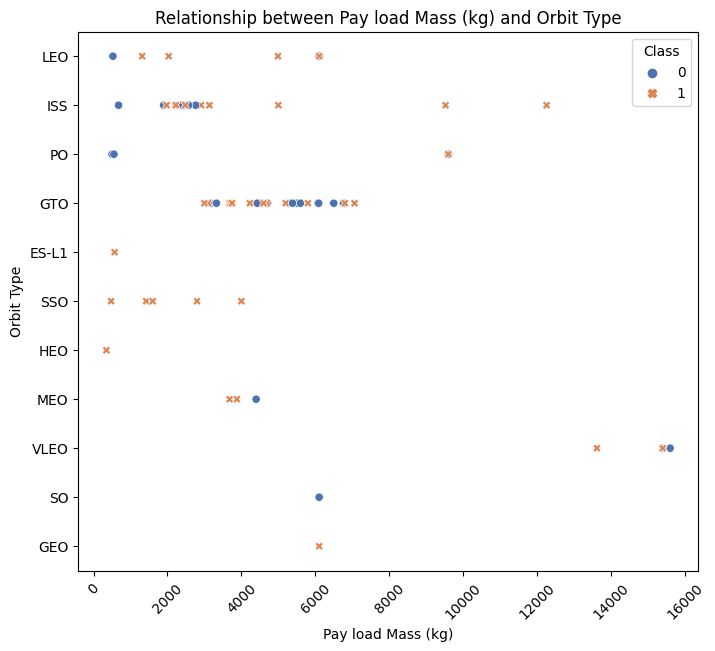 Relationship between Pay load Mass (kg) and Orbit Type
Class
0
1
Orbit Type
LEO
ISS
PO
GTO
ES-L1
SSO
HEO
MEO
VLEO
SO
GEO
0
2000
4000
6000
8000
10000
12000
14000
16000
Pay load Mass (kg)